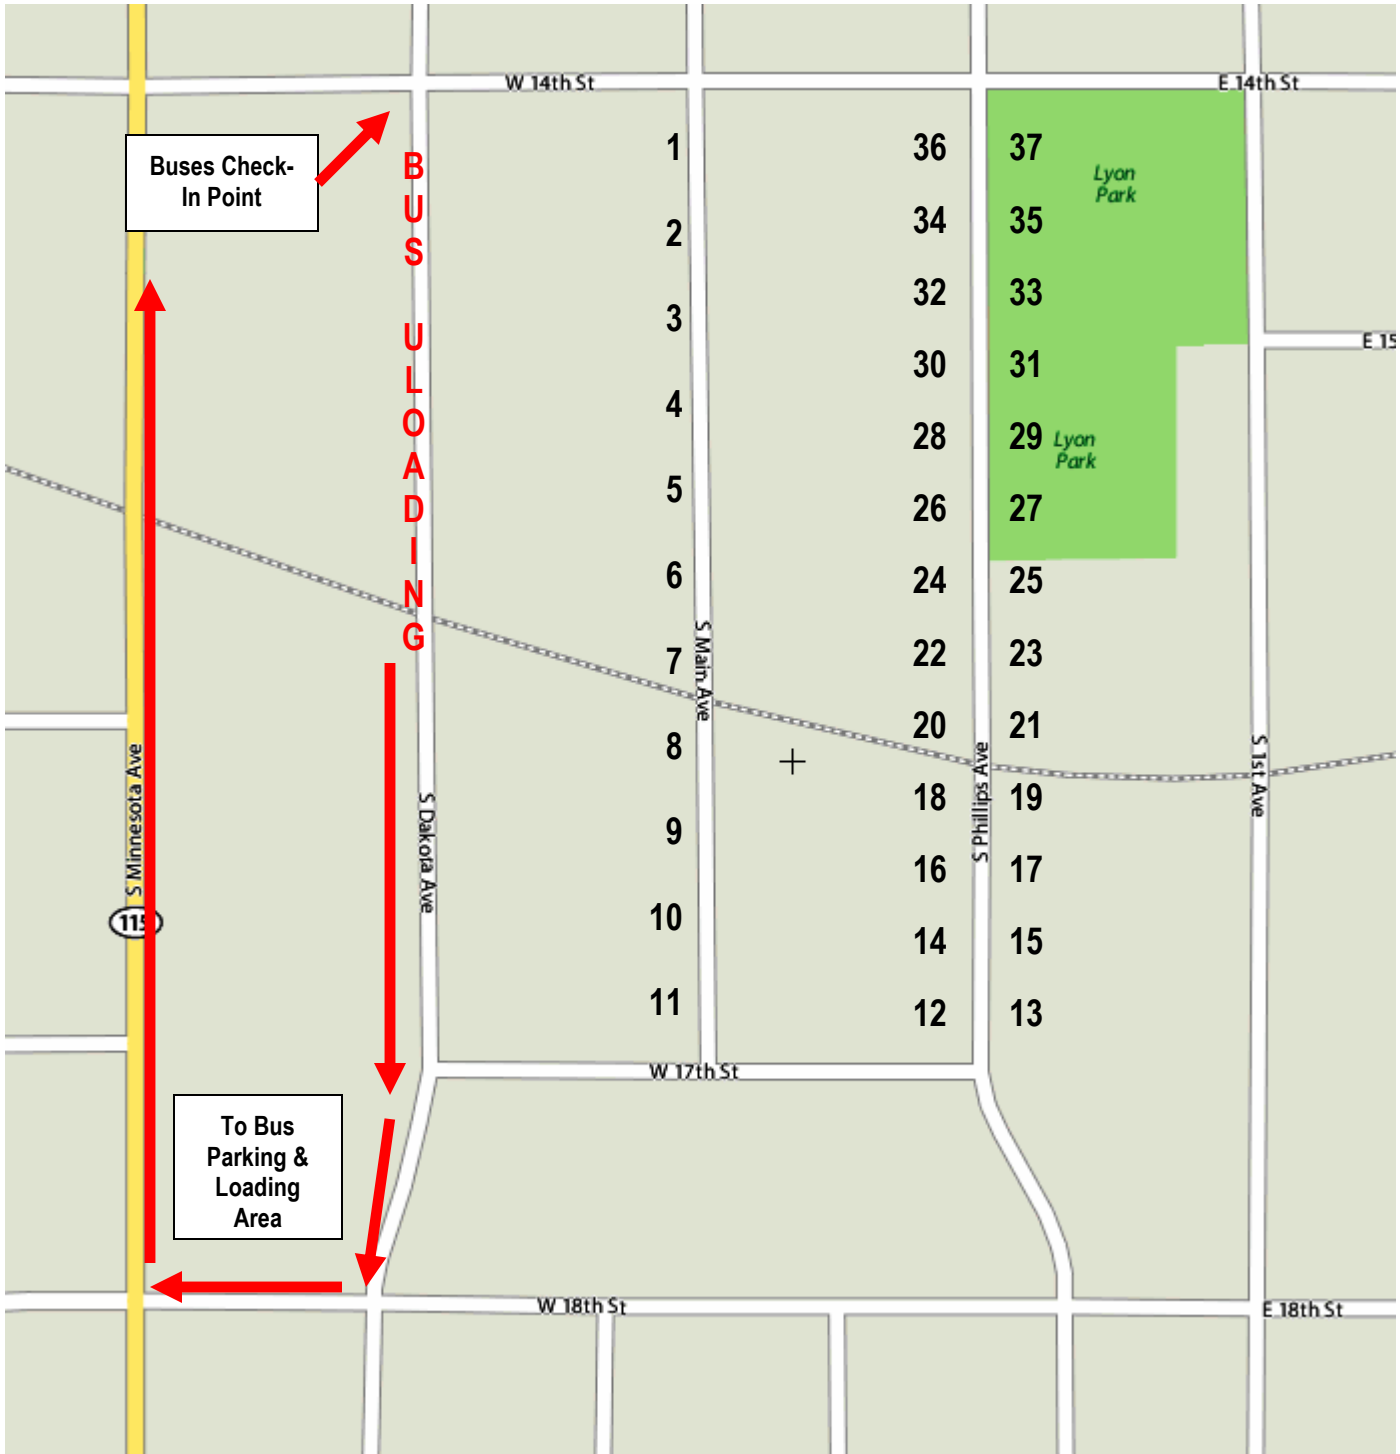 W 14th St
E 14th St
Buses Check-
In Point
B
U
S
U
L
O
A
D
I
N
G
1
2
3
4
5
6
7
8
9
10
11
36
34
32
30
28
26
24
22
20
18
16
14
12
37
35
33
31
29
27
25
23
21
19
17
15
13
Lyon
Park
Lyon
Park
E 15
S Main Ave
S Minnesota Ave
S Dakota Ave
S Phillips Ave
S 1st Ave
115
W 17th St
To Bus
Parking &
Loading
Area
W 18th St
E 18th St